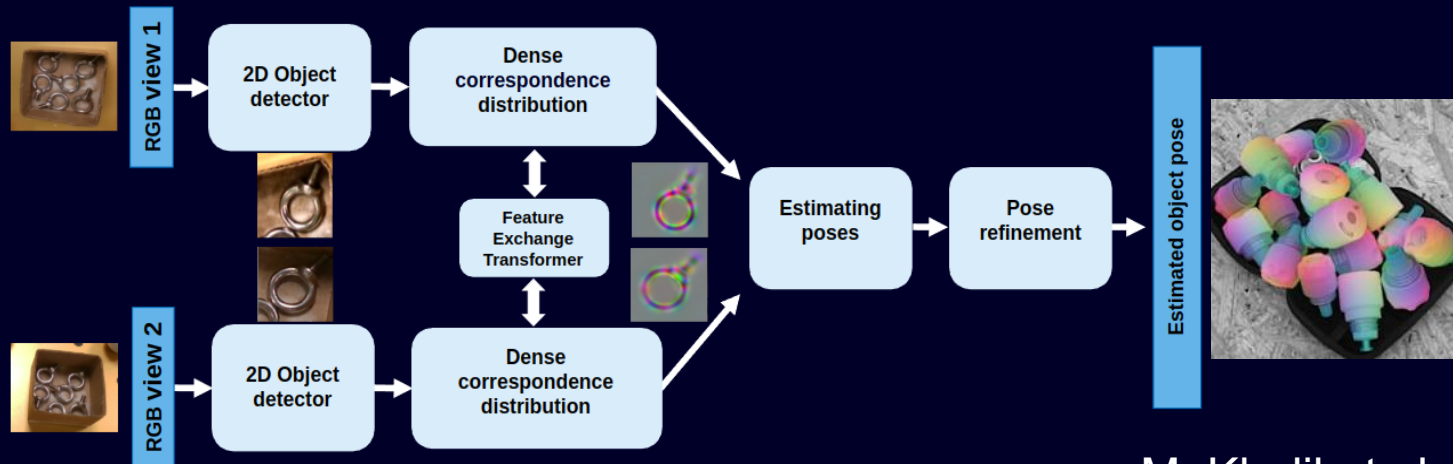 RGB view 1
2D Object
detector
Dense
correspondence
distribution
Feature
Exchange
Transformer
RGB view 2
2D Object
detector
Dense
correspondence
distribution
Estimating
poses
Pose
refinement
Estimated object pose